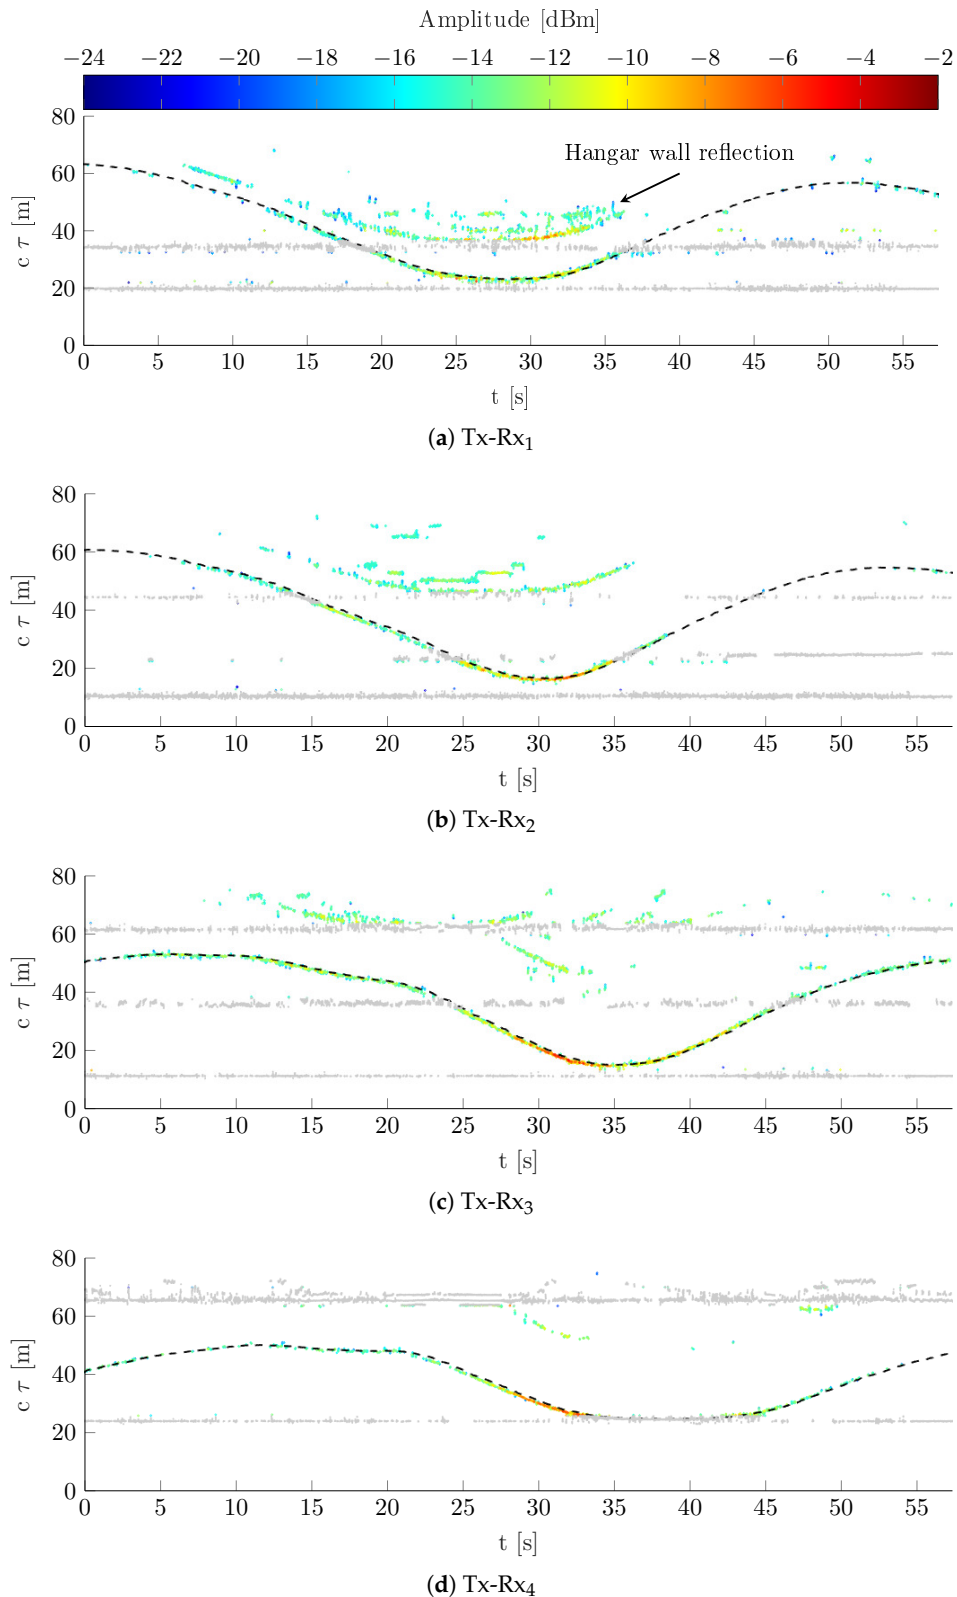 Amplitude [dBm]
−24 −22 −20 −18 −16 −14 −12 −10 −8 −6 −4 −2
80
Hangar wall reflection
60
40
20
0
c τ [m]
0 5 10 15 20 25 30 35 40 45 50 55
t [s]
(a) Tx-Rx1
80
60
40
20
0
c τ [m]
0 5 10 15 20 25 30 35 40 45 50 55
t [s]
(b) Tx-Rx2
80
60
40
20
0
c τ [m]
0 5 10 15 20 25 30 35 40 45 50 55
t [s]
(c) Tx-Rx3
80
60
40
20
0
c τ [m]
0 5 10 15 20 25 30 35 40 45 50 55
t [s]
(d) Tx-Rx4